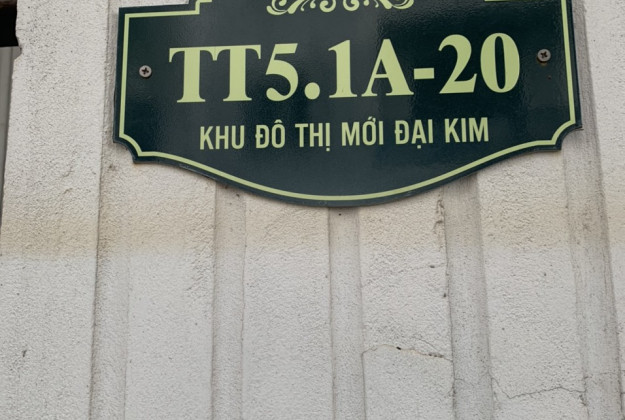 TT5.1A-20
KHU ĐÔ THỊ MỚI ĐẠI KIM